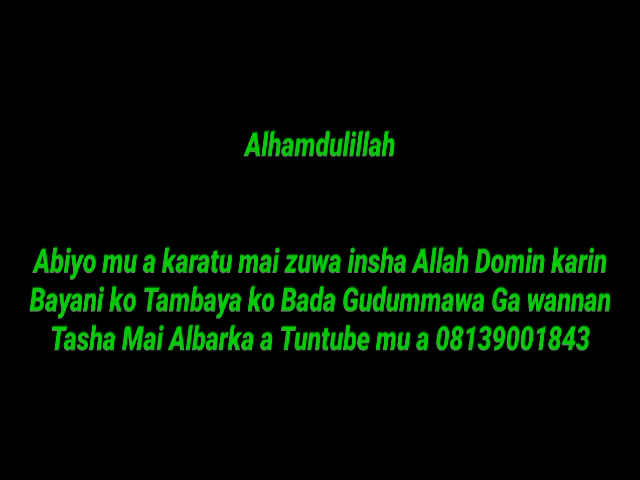 Alhamdulillah
Abiyo mu a karatu mai zuwa insha Allah Domin karin
Bayani ko Tambaya ko Bada Gudummawa Ga wannan
Tasha Mai Albarka a Tuntube mu a 08139001843